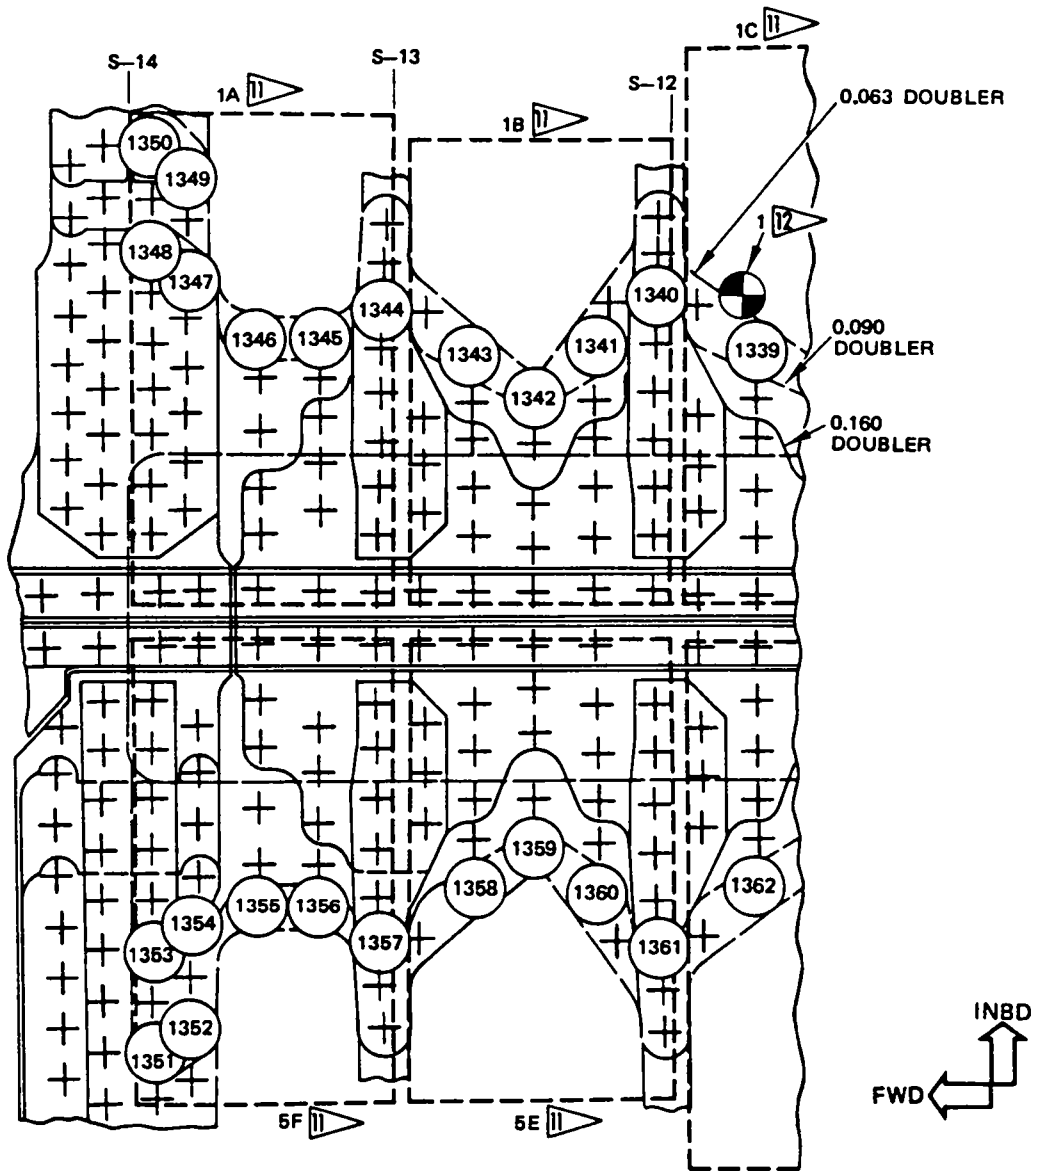 1C 11
S–14
S–13
1A 11
S–12
1B 11
0.063 DOUBLER
1350
1349
1 12
1348
1347
1344
1340
1346
1345
1343
1341
1339
0.090
DOUBLER
1342
0.160
DOUBLER
1359
1358
1360
1362
1355
1356
1354
1353
1357
1361
1352
1351
INBD
FWD
5F 11
5E 11